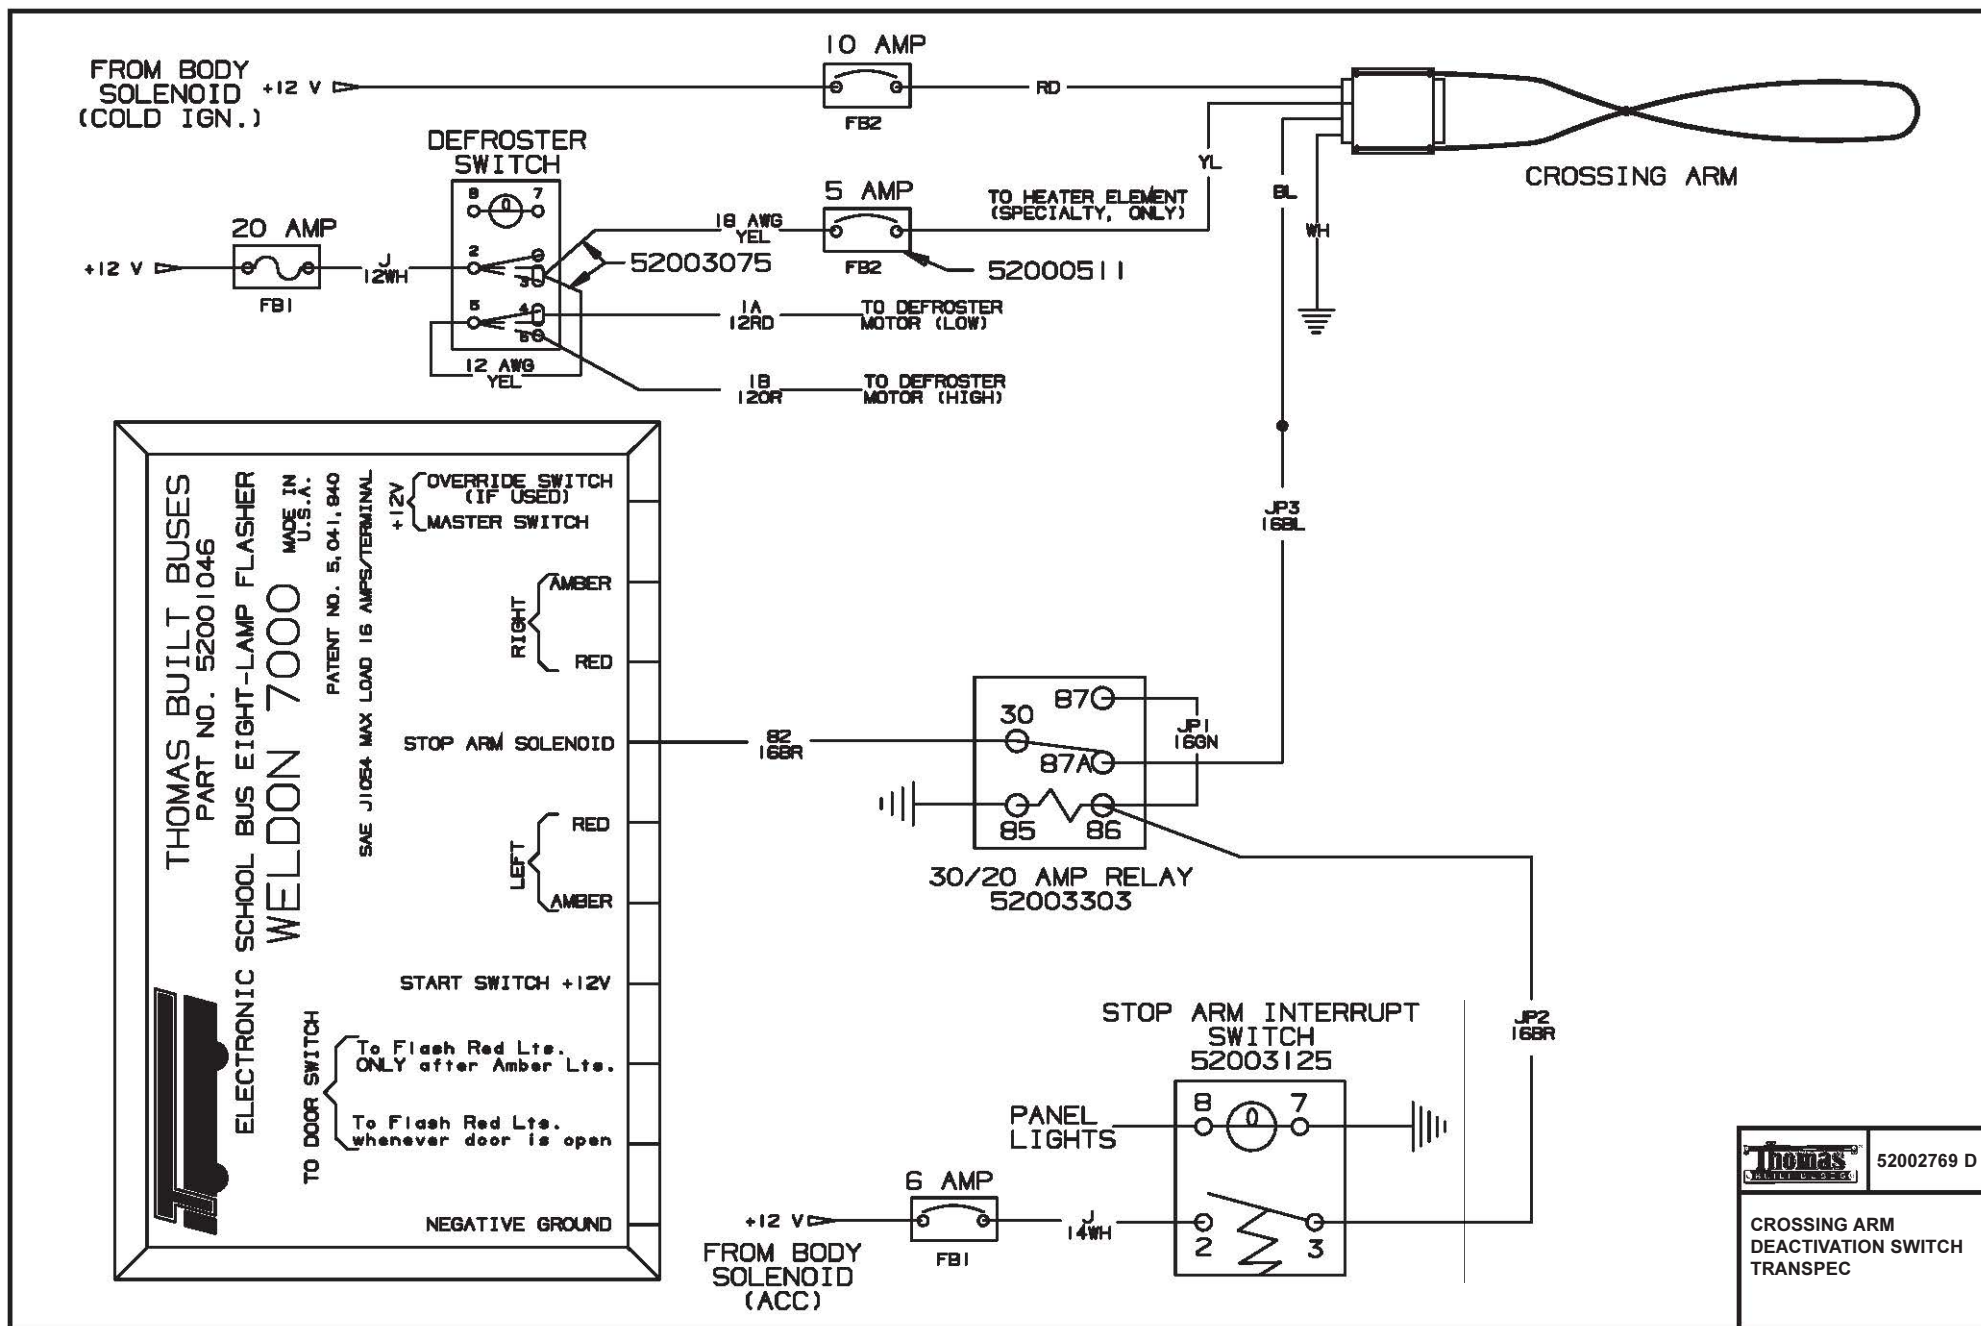 10 AMP
FROM BODY
SOLENOID
(COLD IGN.)
+12 V
RD
FB2
CROSSING ARM
DEFROSTER
SWITCH
8
7
0
2
3
5
4
6
5 AMP
FB2
18 AWG
YEL
TO HEATER ELEMENT
(SPECIALTY, ONLY)
YL
BL
WH
20 AMP
+12 V
FB1
J
12WH
52003075
52000511
1A
12RD
TO DEFROSTER
MOTOR (LOW)
12 AWG
YEL
1B
12OR
TO DEFROSTER
MOTOR (HIGH)
THOMAS BUILT BUSES
PART NO. 52001046
ELECTRONIC SCHOOL BUS EIGHT-LAMP FLASHER
WELDON 7000
MADE IN
U.S.A.
PATENT NO. 5,041,840
SAE J1054 MAX LOAD 16 AMPS/TERMINAL
+12V
OVERRIDE SWITCH
(IF USED)
MASTER SWITCH
RIGHT
AMBER
RED
STOP ARM SOLENOID
LEFT
RED
AMBER
START SWITCH +12V
TO DOOR SWITCH
To Flash Red Lts.
ONLY after Amber Lts.
To Flash Red Lts.
whenever door is open
NEGATIVE GROUND
82
16BR
JP3
16BL
87
30
87A
JP1
16GN
85
86
30/20 AMP RELAY
52003303
JP2
16BR
STOP ARM INTERRUPT
SWITCH
52003125
PANEL
LIGHTS
8
0
7
2
3
6 AMP
+12 V
FB1
J
14WH
FROM BODY
SOLENOID
(ACC)
Thomas
52002769 D
CROSSING ARM
DEACTIVATION SWITCH
TRANSPEC